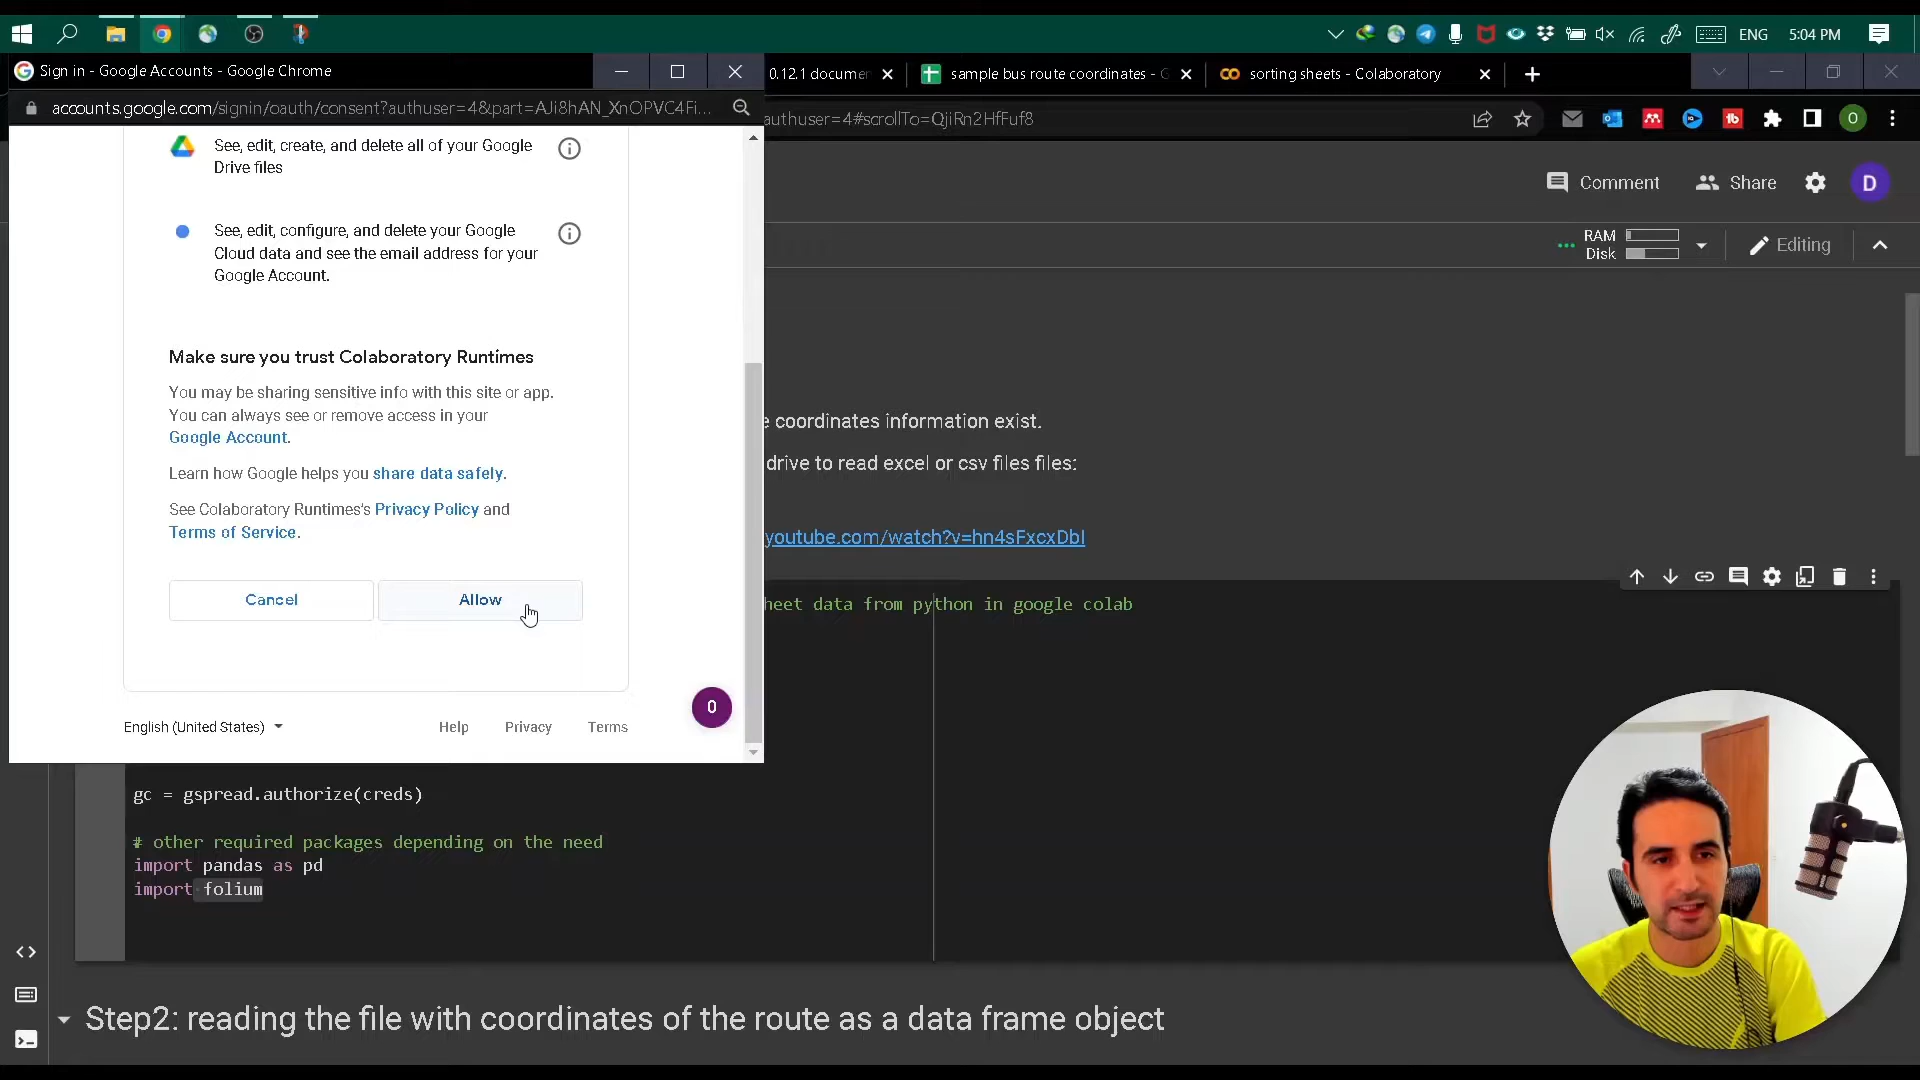 ENG
5:04 PM
Sign in - Google Accounts - Google Chrome
0.12.1 documen
sample bus route coordinates - G
sorting sheets - Colaboratory
accounts.google.com/signin/oauth/consent?authuser=4&part=AJi8hAN_XnOPVC4Fi...
authuser=4#scrollTo=QjiRn2HfFuf8
O
See, edit, create, and delete all of your Google
Drive files
Comment
Share
D
See, edit, configure, and delete your Google
Cloud data and see the email address for your
Google Account.
RAM
Disk
Editing
Make sure you trust Colaboratory Runtimes
You may be sharing sensitive info with this site or app.
You can always see or remove access in your
Google Account.
Learn how Google helps you share data safely.
See Colaboratory Runtimes's Privacy Policy and
Terms of Service.
Cancel
Allow
English (United States)
Help
Privacy
Terms
0
e coordinates information exist.
drive to read excel or csv files files:
youtube.com/watch?v=hn4sFxcxDbI
heet data from python in google colab
gc = gspread.authorize(creds)
# other required packages depending on the need
import pandas as pd
import folium
Step2: reading the file with coordinates of the route as a data frame object